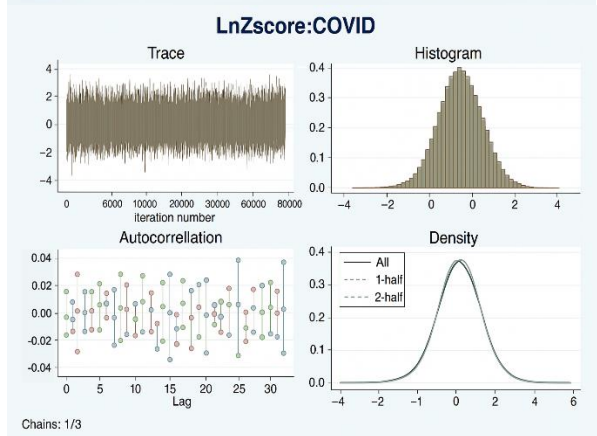 LnZscore:COVID
Trace
4
2
0
−2
−4
0 6000 10000 20000 30000 60000 80000
iteration number
Histogram
0.4
0.3
0.2
0.1
0.0
−4 −2 0 0 2 4
Autocorrellation
0.04
0.02
0.00
−0.02
−0.04
0 5 10 15 20 25 30
Lag
Density
0.4
0.3
0.2
0.1
0.0
All
1-half
2-half
−4 −2 0 2 4 6
Chains: 1/3